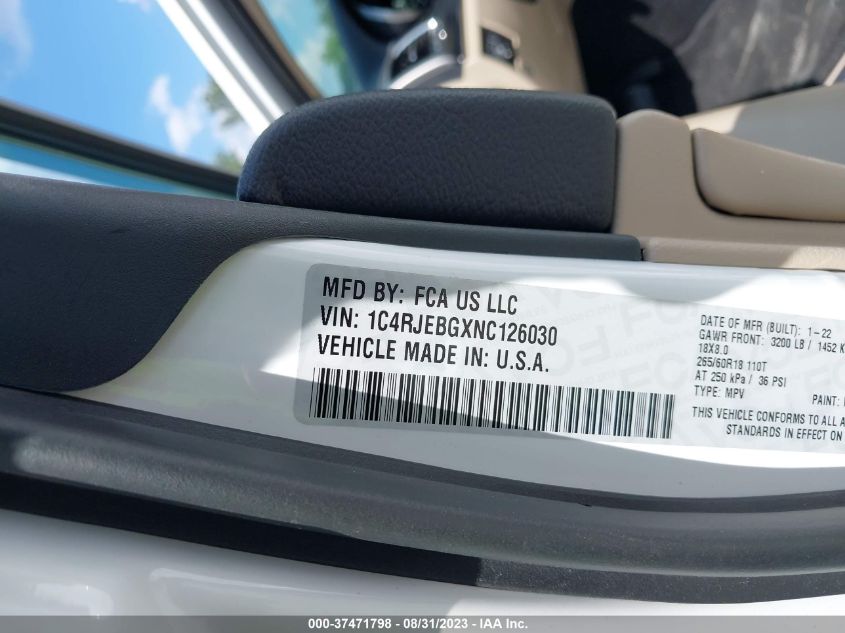 MFD BY: FCA US LLC
VIN: 1C4RJEBGXNC126030
VEHICLE MADE IN: U.S.A.
DATE OF MFR (BUILT): 1-22
GAWR FRONT: 3200 LB / 1452 K
18X8.0
265/60R18 110T
AT 250 kPa / 36 PSI
TYPE: MPV
PAINT:
THIS VEHICLE CONFORMS TO ALL A
STANDARDS IN EFFECT ON
000-37471798 - 08/31/2023 - IAA Inc.